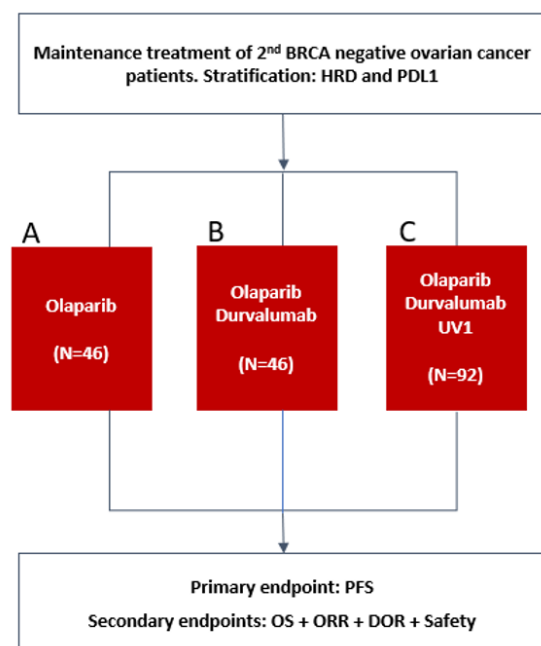 Maintenance treatment of 2nd BRCA negative ovarian cancer
patients. Stratification: HRD and PDL1
A
B
C
Olaparib
(N=46)
Olaparib
Durvalumab
(N=46)
Olaparib
Durvalumab
UV1
(N=92)
Primary endpoint: PFS
Secondary endpoints: OS + ORR + DOR + Safety